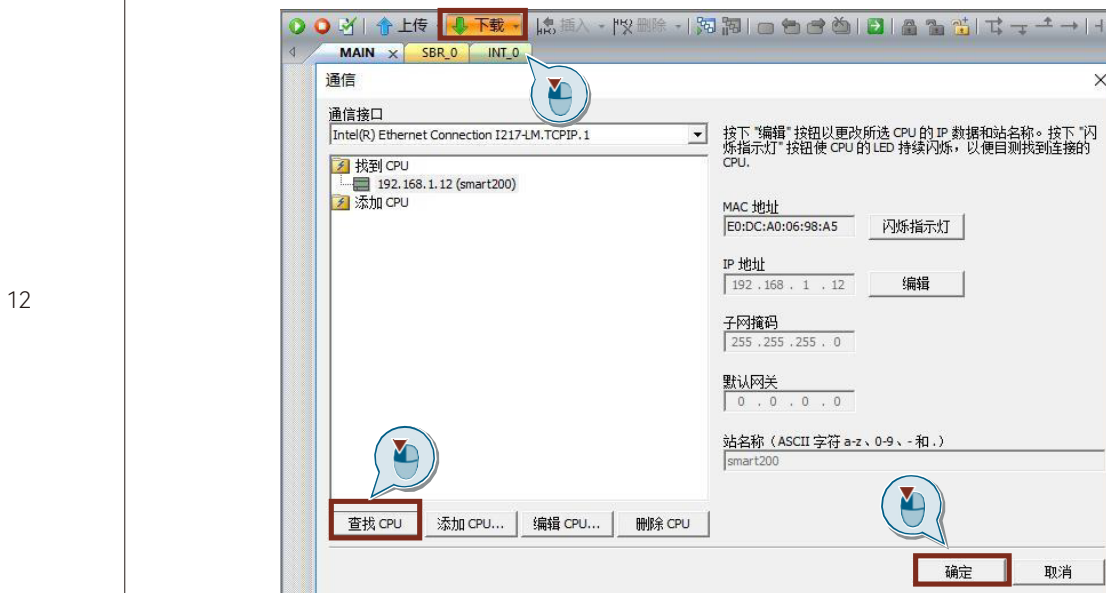 上传 下载 插入 删除
MAIN SBR_0 INT_0
通信
通信接口
Intel(R) Ethernet Connection I217-LM.TCPIP.1
找到 CPU
192.168.1.12 (smart200)
添加 CPU
按下 "编辑" 按钮以更改所选 CPU 的 IP 数据和站名称。按下 "闪
烁指示灯" 按钮使 CPU 的 LED 持续闪烁，以便目测找到连接的
CPU.
MAC 地址
E0:DC:A0:06:98:A5 闪烁指示灯
IP 地址
192 . 168 . 1 . 12 编辑
12
子网掩码
255 . 255 . 255 . 0
默认网关
0 . 0 . 0 . 0
站名称（ASCII 字符 a-z、0-9、- 和 .）
smart200
查找 CPU 添加 CPU... 编辑 CPU... 删除 CPU
确定 取消